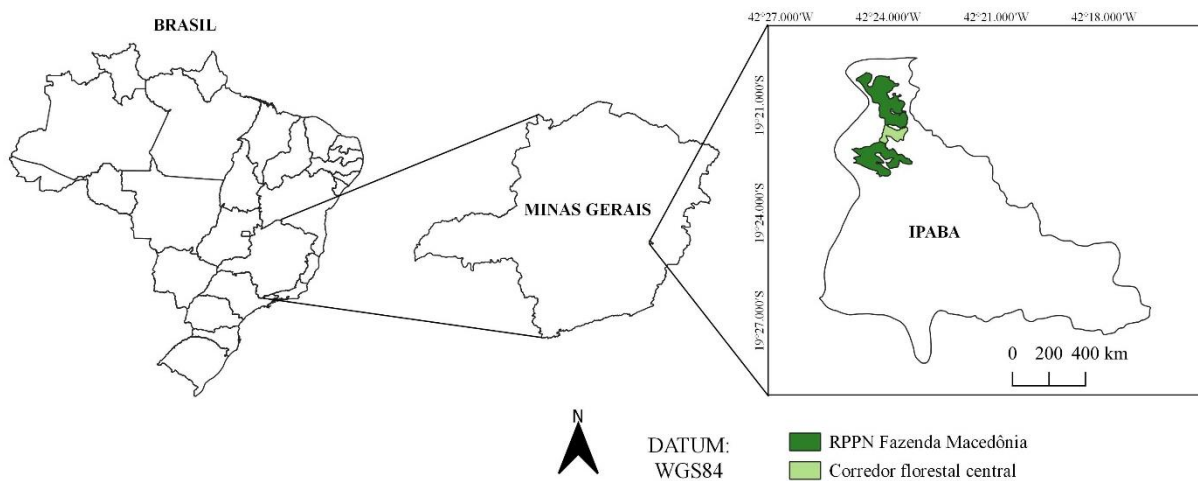 BRASIL
MINAS GERAIS
42°27.000'W 42°24.000'W 42°21.000'W 42°18.000'W
19°21.000'S
19°24.000'S
19°27.000'S
IPABA
0 200 400 km
N
DATUM:
WGS84
RPPN Fazenda Macedônia
Corredor florestal central